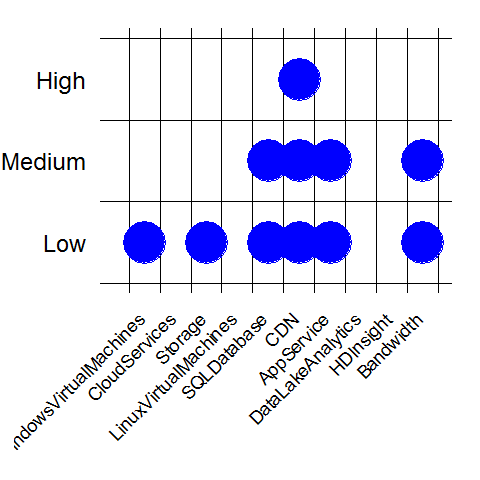 High
Medium
Low
ndowsVirtualMachines
CloudServices
Storage
LinuxVirtualMachines
SQLDatabase
CDN
AppService
DataLakeAnalytics
HDInsight
Bandwidth